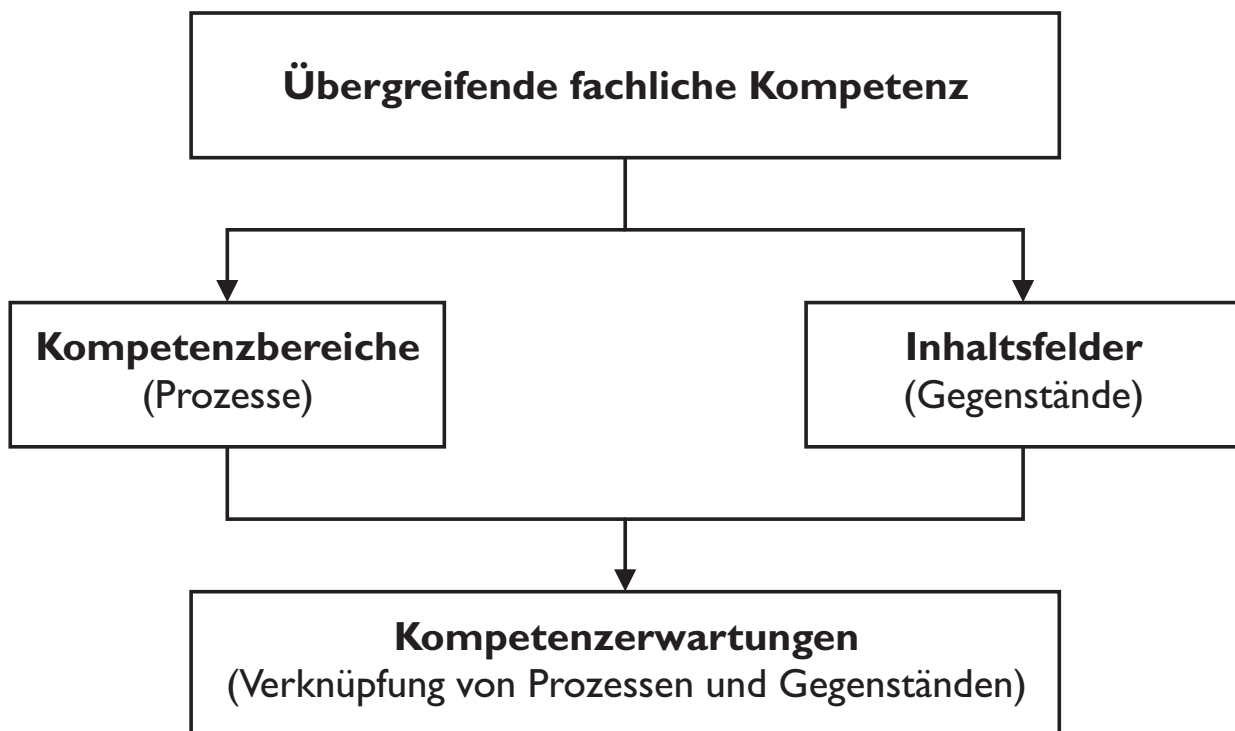 Übergreifende fachliche Kompetenz
Kompetenzbereiche
(Prozesse)
Inhaltsfelder
(Gegenstände)
Kompetenzerwartungen
(Verknüpfung von Prozessen und Gegenständen)